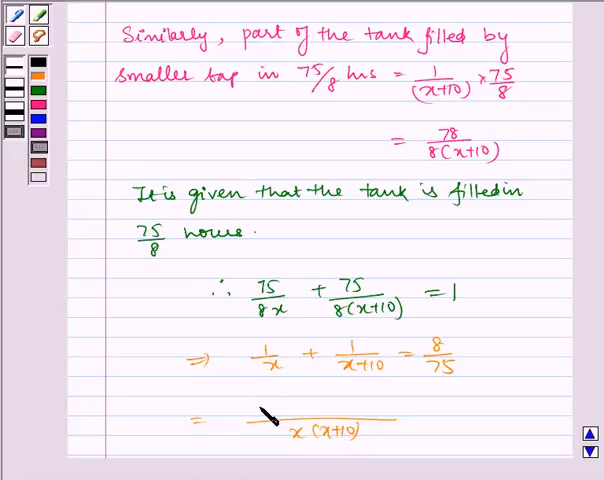 Similarly, part of the tank filled by
smaller tap in 75/8 hrs = 1/(x+10) × 75/8
= 78/8(x+10)
It is given that the tank is filled in
75/8 hours.
∴ 75/8x + 75/8(x+10) = 1
⇒ 1/x + 1/x+10 = 8/75
= /x(x+10)